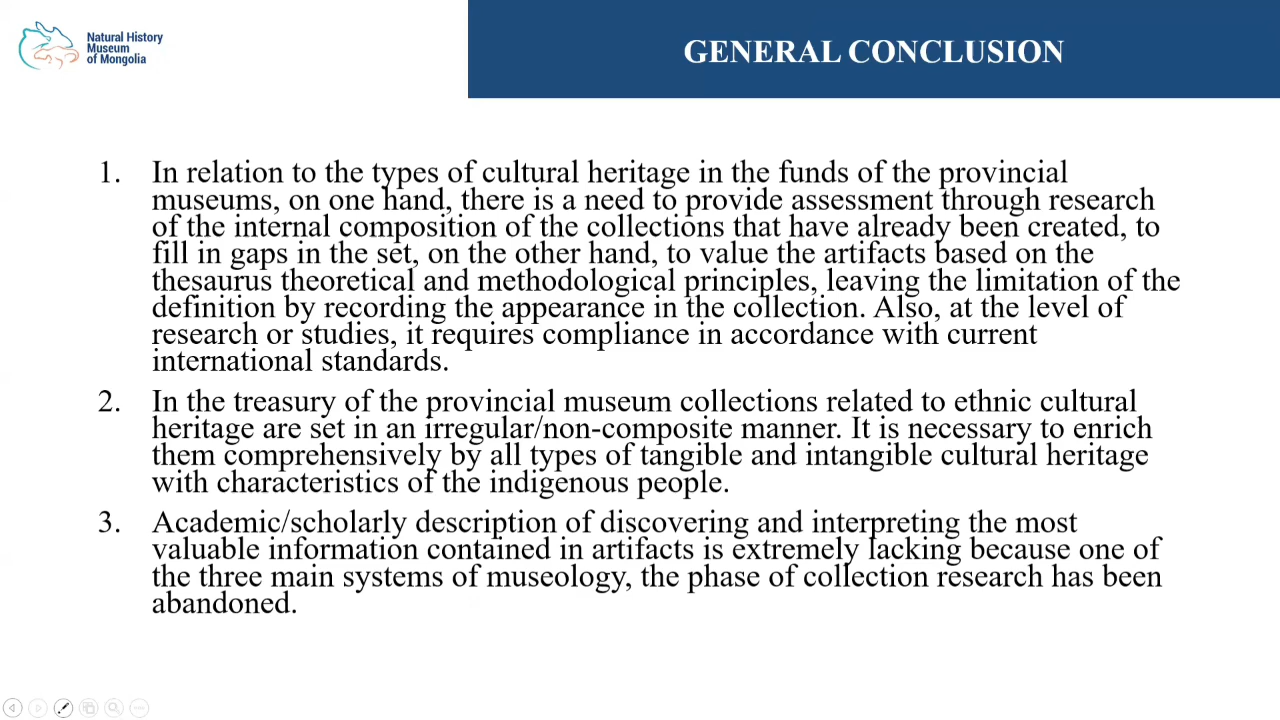 Natural History
Museum
of Mongolia
GENERAL CONCLUSION
1. In relation to the types of cultural heritage in the funds of the provincial
museums, on one hand, there is a need to provide assessment through research
of the internal composition of the collections that have already been created, to
fill in gaps in the set, on the other hand, to value the artifacts based on the
thesaurus theoretical and methodological principles, leaving the limitation of the
definition by recording the appearance in the collection. Also, at the level of
research or studies, it requires compliance in accordance with current
international standards.
2. In the treasury of the provincial museum collections related to ethnic cultural
heritage are set in an irregular/non-composite manner. It is necessary to enrich
them comprehensively by all types of tangible and intangible cultural heritage
with characteristics of the indigenous people.
3. Academic/scholarly description of discovering and interpreting the most
valuable information contained in artifacts is extremely lacking because one of
the three main systems of museology, the phase of collection research has been
abandoned.